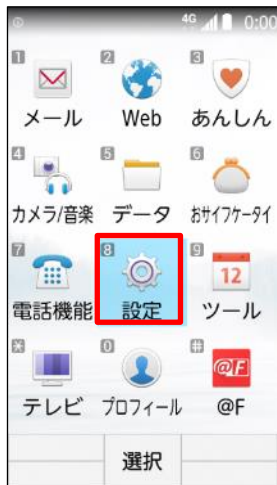 4G 0:00
1 2 3
メール Web あんしん
4 5 6
カメラ/音楽 データ おサイフケータイ
7 8 9
12
電話機能 設定 ツール
* 0 #
@F
テレビ プロフィール @F
選択